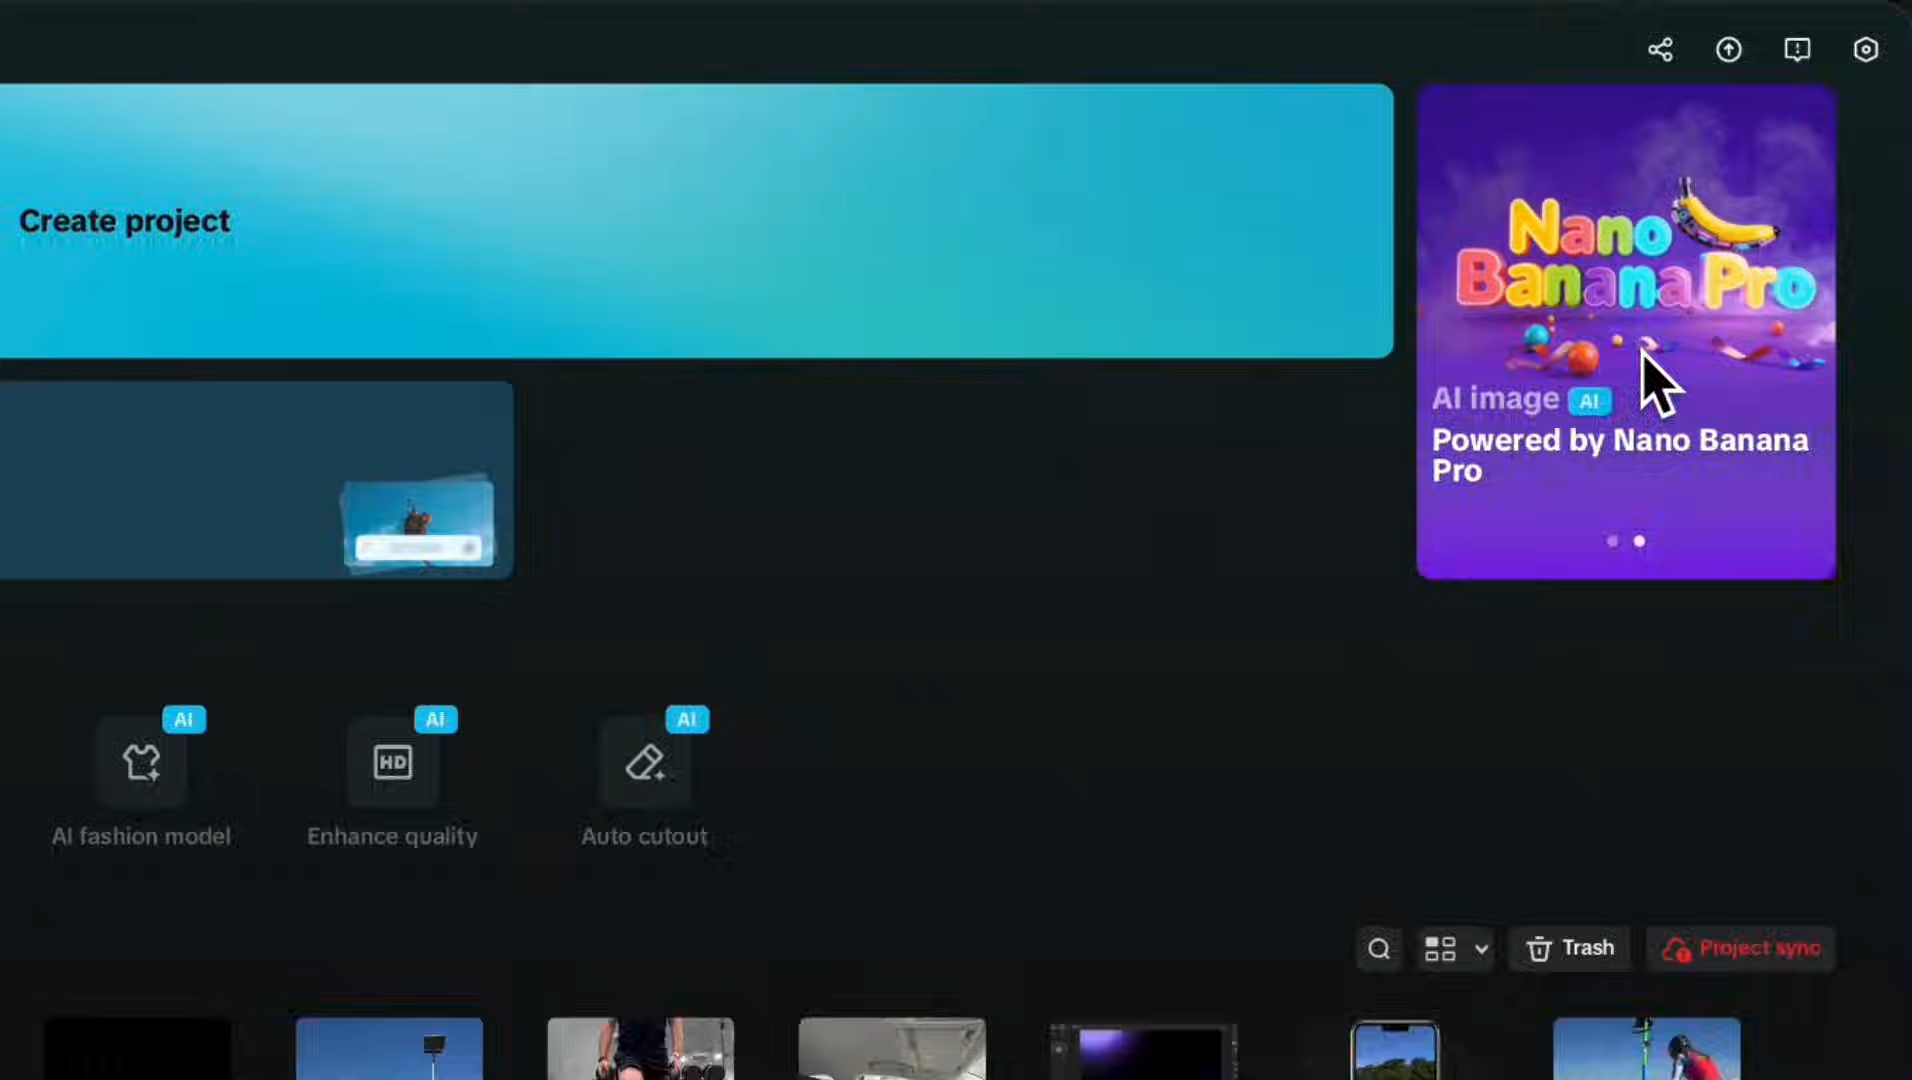 Create project
Nano
Banana Pro
AI image AI
Powered by Nano Banana
Pro
AI
AI
AI
HD
AI fashion model
Enhance quality
Auto cutout
Trash
Project sync